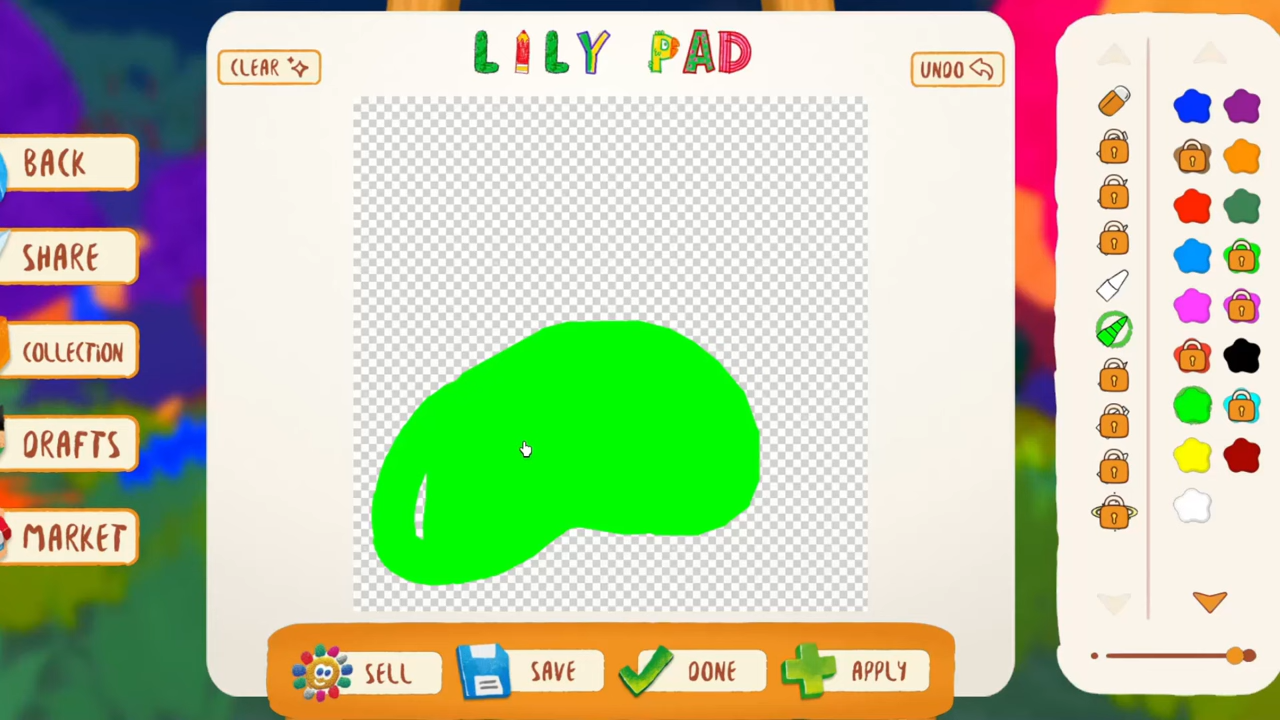 LILY PAD
CLEAR
UNDO
BACK
SHARE
COLLECTION
DRAFTS
MARKET
SELL
SAVE
DONE
APPLY